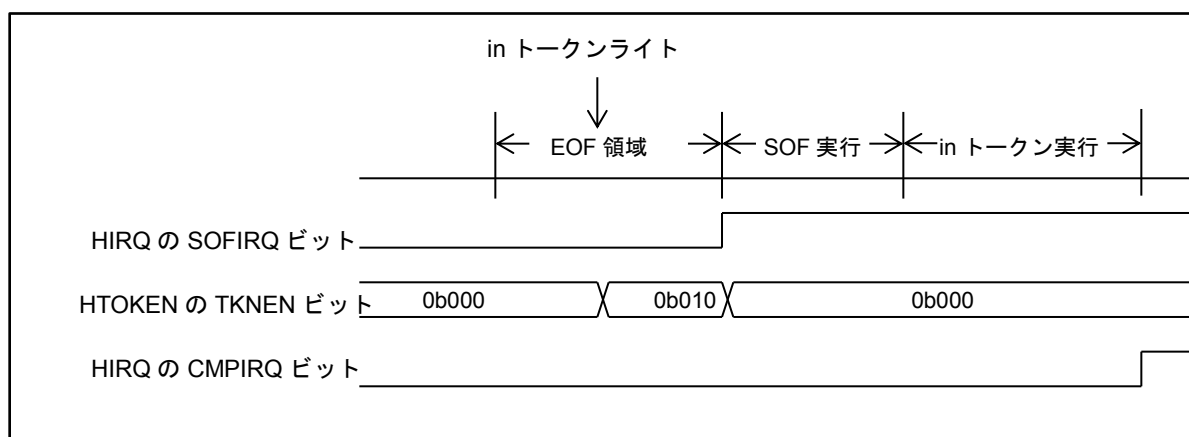 in トークンライト
EOF 領域
SOF 実行
in トークン実行
HIRQ の SOFIRQ ビット
HTOKEN の TKNEN ビット
0b000
0b010
0b000
HIRQ の CMPIRQ ビット